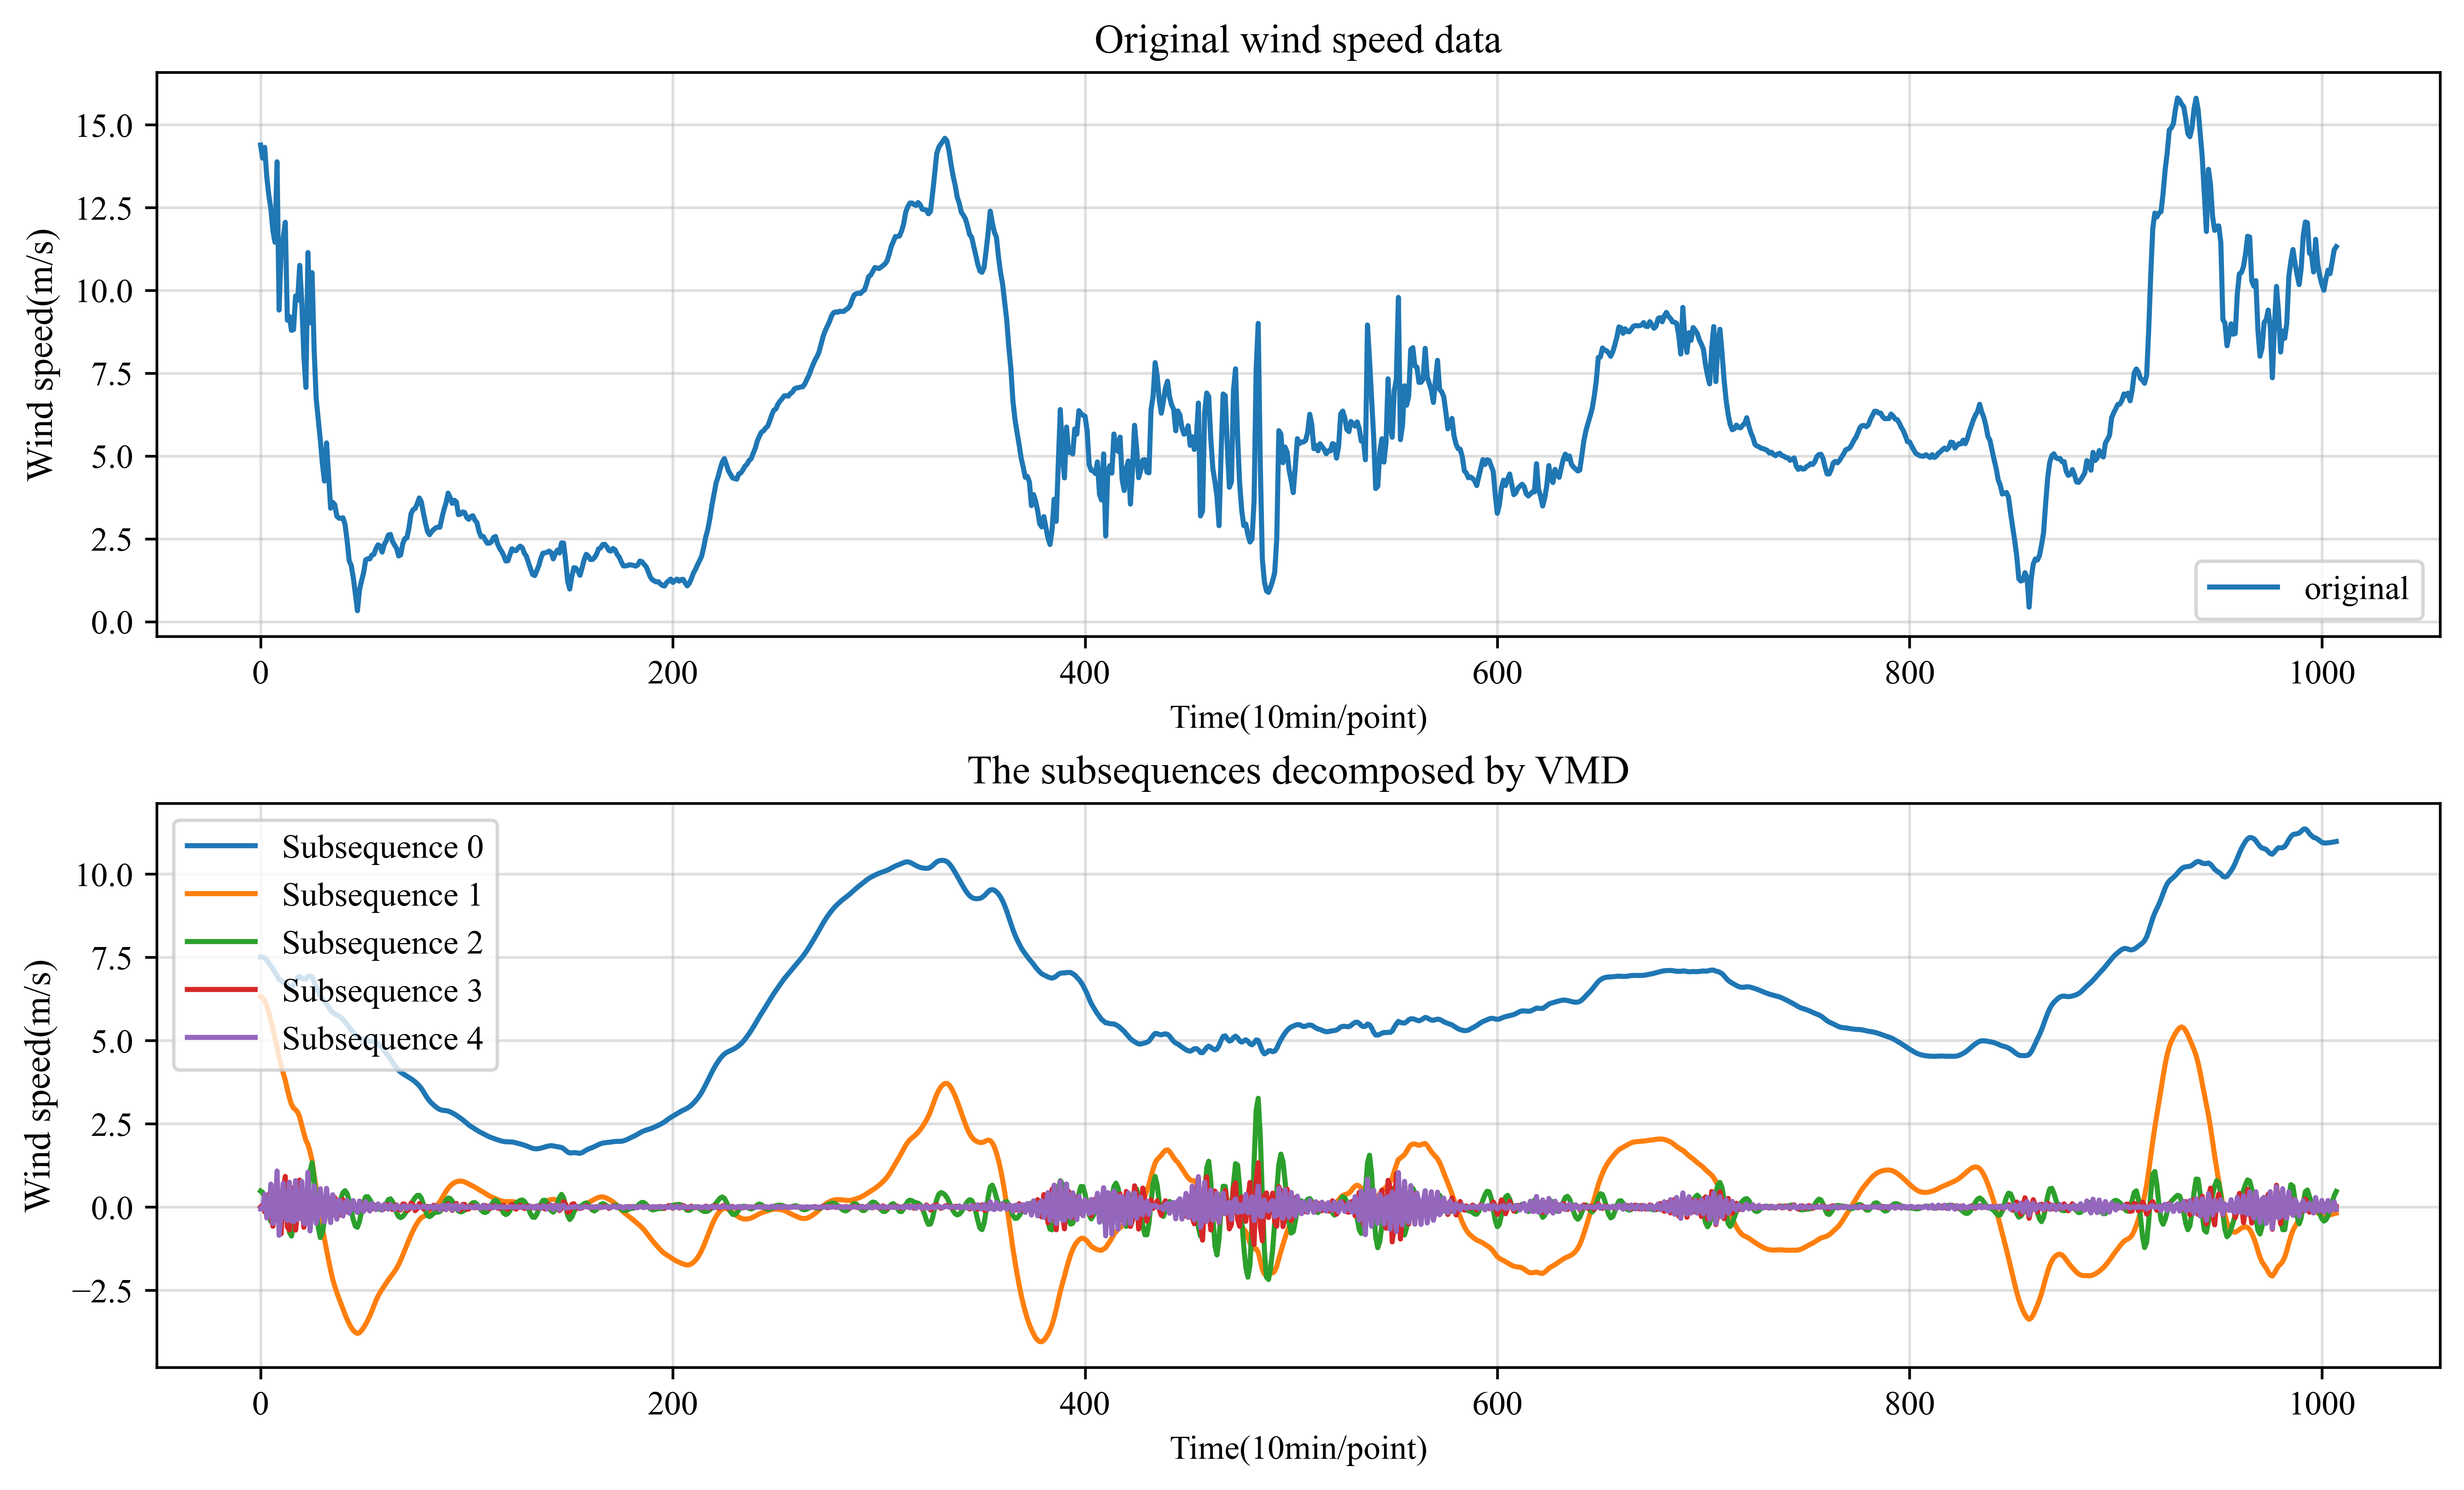 Original wind speed data
Wind speed(m/s)
15.0
12.5
10.0
7.5
5.0
2.5
0.0
original
0 200 400 600 800 1000
Time(10min/point)
The subsequences decomposed by VMD
Wind speed(m/s)
10.0
7.5
5.0
2.5
0.0
−2.5
Subsequence 0
Subsequence 1
Subsequence 2
Subsequence 3
Subsequence 4
0 200 400 600 800 1000
Time(10min/point)